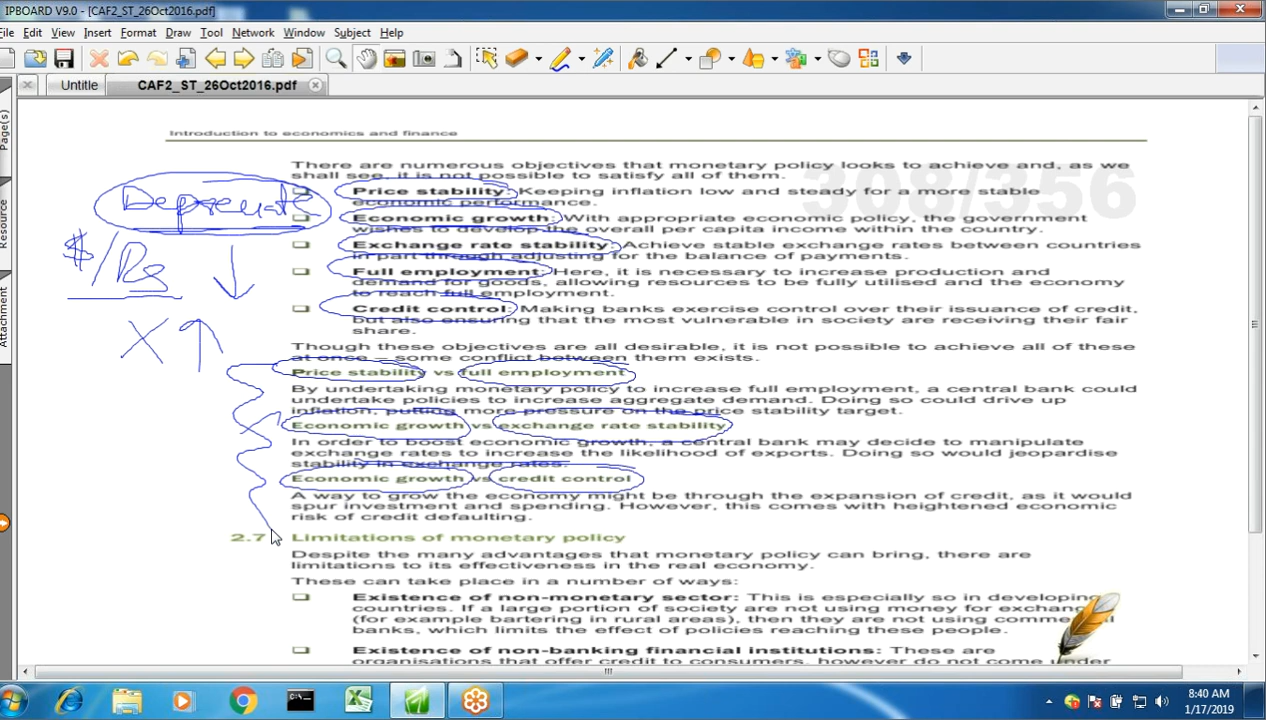 IPBOARD V9.0 - [CAF2_ST_26Oct2016.pdf]
File Edit View Insert Format Draw Tool Network Window Subject Help
Untitle CAF2_ST_26Oct2016.pdf
Page(s)
Resource
Attachment
Introduction to economics and finance
308/356
There are numerous objectives that monetary policy looks to achieve and, as we
shall see, it is not possible to satisfy all of them.
Price stability: Keeping inflation low and steady for a more stable
economic performance.
Economic growth: With appropriate economic policy, the government
wishes to develop the overall per capita income within the country.
Exchange rate stability: Achieve stable exchange rates between countries
in part through adjusting for the balance of payments.
Full employment: Here, it is necessary to increase production and
demand for goods, allowing resources to be fully utilised and the economy
to reach full employment.
Credit control: Making banks exercise control over their issuance of credit,
but also ensuring that the most vulnerable in society are receiving their fair
share.
Depreciate
$/Rs
X
Though these objectives are all desirable, it is not possible to achieve all of these
at once – some conflict between them exists.
Price stability vs full employment
By undertaking monetary policy to increase full employment, a central bank could
undertake policies to increase aggregate demand. Doing so could drive up
inflation, putting more pressure on the price stability target.
Economic growth vs exchange rate stability
In order to boost economic growth, a central bank may decide to manipulate
exchange rates to increase the likelihood of exports. Doing so would jeopardise
stability in exchange rates.
Economic growth vs credit control
A way to grow the economy might be through the expansion of credit, as it would
spur investment and spending. However, this comes with heightened economic
risk of credit defaulting.
2.7 Limitations of monetary policy
Despite the many advantages that monetary policy can bring, there are
limitations to its effectiveness in the real economy.
These can take place in a number of ways:
Existence of non-monetary sector: This is especially so in developing
countries. If a large portion of society are not using money for exchange
(for example bartering in rural areas), then they are not using commercial
banks, which limits the effect of policies reaching these people.
Existence of non-banking financial institutions: These are
organisations that offer credit to consumers, however do not come under
8:40 AM
1/17/2019